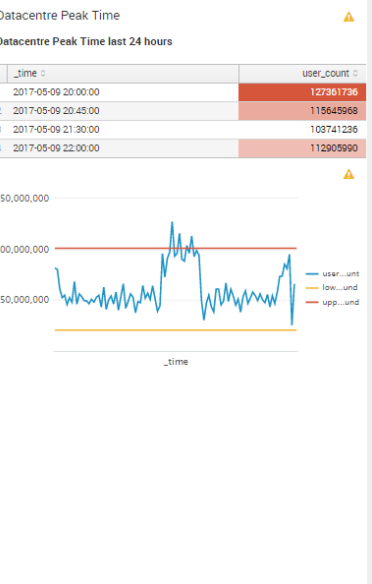 Datacentre Peak Time
Datacentre Peak Time last 24 hours
_time user_count
2017-05-09 20:00:00 127361736
2017-05-09 20:45:00 115645968
2017-05-09 21:30:00 103741236
2017-05-09 22:00:00 112905990
50,000,000
00,000,000
50,000,000
user...unt
low...und
upp...und
_time